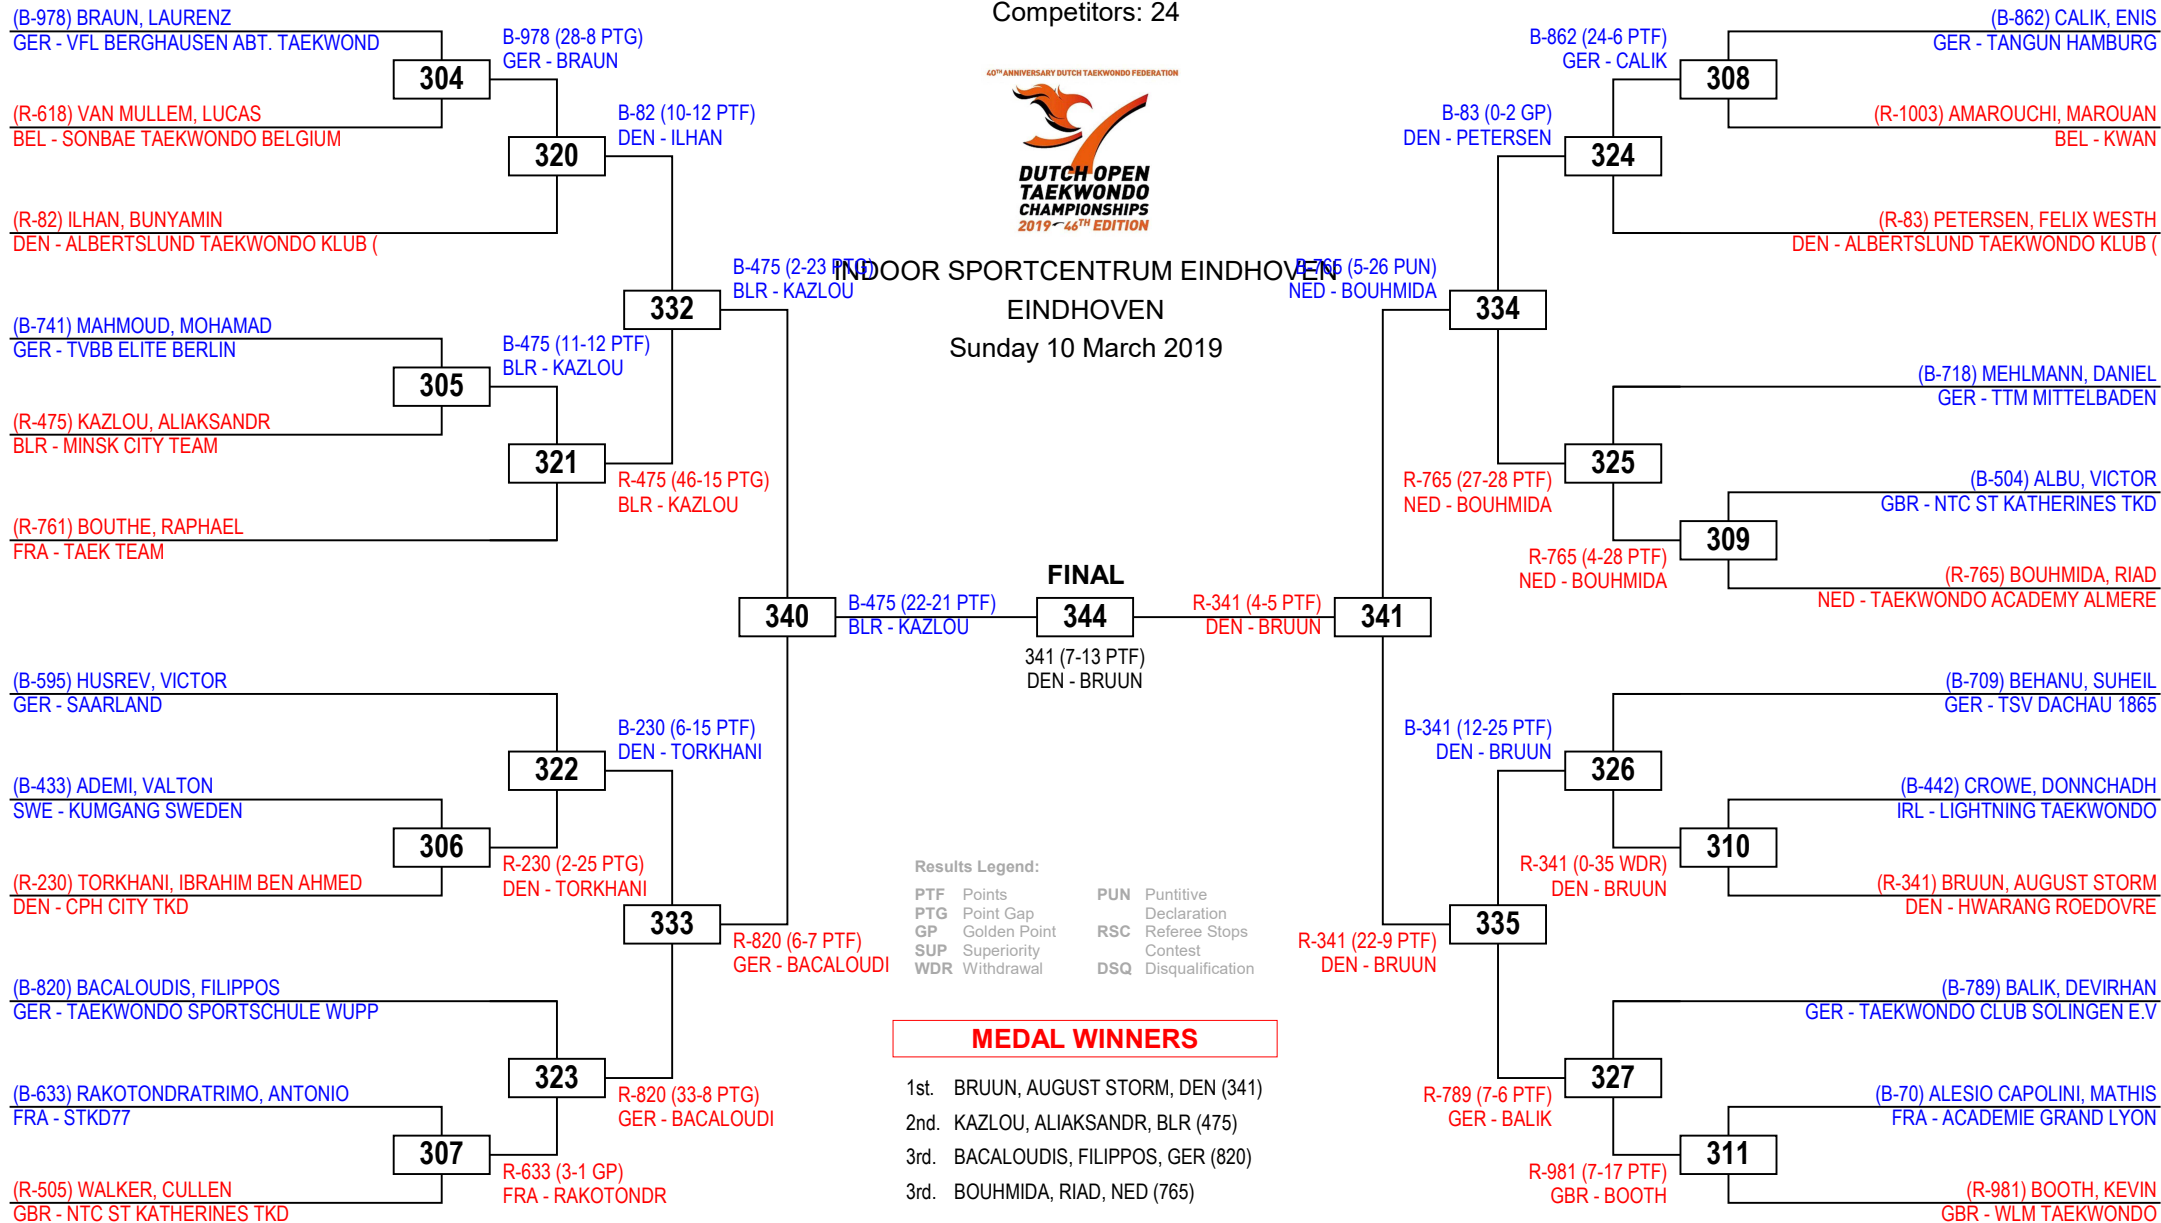 Competitors: 24
40TH ANNIVERSARY DUTCH TAEKWONDO FEDERATION
DUTCH OPEN
TAEKWONDO
CHAMPIONSHIPS
2019 - 46TH EDITION
INDOOR SPORTCENTRUM EINDHOVEN
EINDHOVEN
Sunday 10 March 2019
(B-978) BRAUN, LAURENZ
GER - VFL BERGHAUSEN ABT. TAEKWOND
304
(R-618) VAN MULLEM, LUCAS
BEL - SONBAE TAEKWONDO BELGIUM
B-978 (28-8 PTG)
GER - BRAUN
320
(R-82) ILHAN, BUNYAMIN
DEN - ALBERTSLUND TAEKWONDO KLUB (
B-82 (10-12 PTF)
DEN - ILHAN
332
(B-741) MAHMOUD, MOHAMAD
GER - TVBB ELITE BERLIN
305
(R-475) KAZLOU, ALIAKSANDR
BLR - MINSK CITY TEAM
B-475 (11-12 PTF)
BLR - KAZLOU
321
(R-761) BOUTHE, RAPHAEL
FRA - TAEK TEAM
R-475 (46-15 PTG)
BLR - KAZLOU
B-475 (2-23 PTG)
BLR - KAZLOU
340
(B-595) HUSREV, VICTOR
GER - SAARLAND
322
(B-433) ADEMI, VALTON
SWE - KUMGANG SWEDEN
306
(R-230) TORKHANI, IBRAHIM BEN AHMED
DEN - CPH CITY TKD
R-230 (2-25 PTG)
DEN - TORKHANI
B-230 (6-15 PTF)
DEN - TORKHANI
333
(B-820) BACALOUDIS, FILIPPOS
GER - TAEKWONDO SPORTSCHULE WUPP
323
(B-633) RAKOTONDRATRIMO, ANTONIO
FRA - STKD77
307
(R-505) WALKER, CULLEN
GBR - NTC ST KATHERINES TKD
R-633 (3-1 GP)
FRA - RAKOTONDR
R-820 (33-8 PTG)
GER - BACALOUDI
R-820 (6-7 PTF)
GER - BACALOUDI
B-475 (22-21 PTF)
BLR - KAZLOU
FINAL
344
341 (7-13 PTF)
DEN - BRUUN
R-341 (4-5 PTF)
DEN - BRUUN
341
B-765 (5-26 PUN)
NED - BOUHMIDA
334
B-83 (0-2 GP)
DEN - PETERSEN
324
B-862 (24-6 PTF)
GER - CALIK
308
(B-862) CALIK, ENIS
GER - TANGUN HAMBURG
(R-1003) AMAROUCHI, MAROUAN
BEL - KWAN
(R-83) PETERSEN, FELIX WESTH
DEN - ALBERTSLUND TAEKWONDO KLUB (
(B-718) MEHLMANN, DANIEL
GER - TTM MITTELBADEN
325
R-765 (27-28 PTF)
NED - BOUHMIDA
(B-504) ALBU, VICTOR
GBR - NTC ST KATHERINES TKD
309
R-765 (4-28 PTF)
NED - BOUHMIDA
(R-765) BOUHMIDA, RIAD
NED - TAEKWONDO ACADEMY ALMERE
(B-709) BEHANU, SUHEIL
GER - TSV DACHAU 1865
B-341 (12-25 PTF)
DEN - BRUUN
326
(B-442) CROWE, DONNCHADH
IRL - LIGHTNING TAEKWONDO
310
R-341 (0-35 WDR)
DEN - BRUUN
(R-341) BRUUN, AUGUST STORM
DEN - HWARANG ROEDOVRE
335
R-341 (22-9 PTF)
DEN - BRUUN
(B-789) BALIK, DEVIRHAN
GER - TAEKWONDO CLUB SOLINGEN E.V
327
R-789 (7-6 PTF)
GER - BALIK
(B-70) ALESIO CAPOLINI, MATHIS
FRA - ACADEMIE GRAND LYON
311
R-981 (7-17 PTF)
GBR - BOOTH
(R-981) BOOTH, KEVIN
GBR - WLM TAEKWONDO
Results Legend:
PTF Points
PTG Point Gap
GP Golden Point
SUP Superiority
WDR Withdrawal
PUN Puntitive
Declaration
RSC Referee Stops
Contest
DSQ Disqualification
MEDAL WINNERS
1st. BRUUN, AUGUST STORM, DEN (341)
2nd. KAZLOU, ALIAKSANDR, BLR (475)
3rd. BACALOUDIS, FILIPPOS, GER (820)
3rd. BOUHMIDA, RIAD, NED (765)